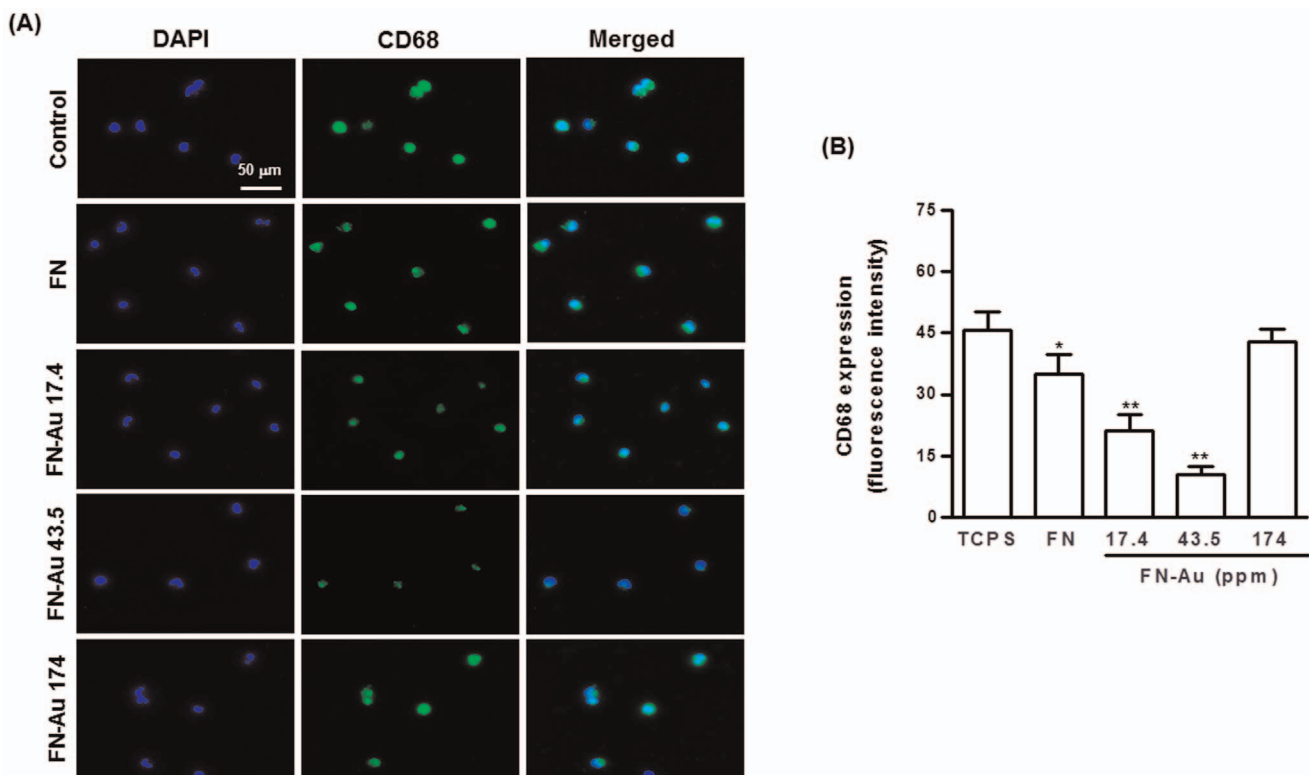 (A)
DAPI CD68 Merged
Control
50 μm
FN
FN-Au 17.4
FN-Au 43.5
FN-Au 174
(B)
CD68 expression
(fluorescence intensity)
75
60
45
30
15
0
*
**
**
TCPS FN 17.4 43.5 174
FN-Au (ppm)